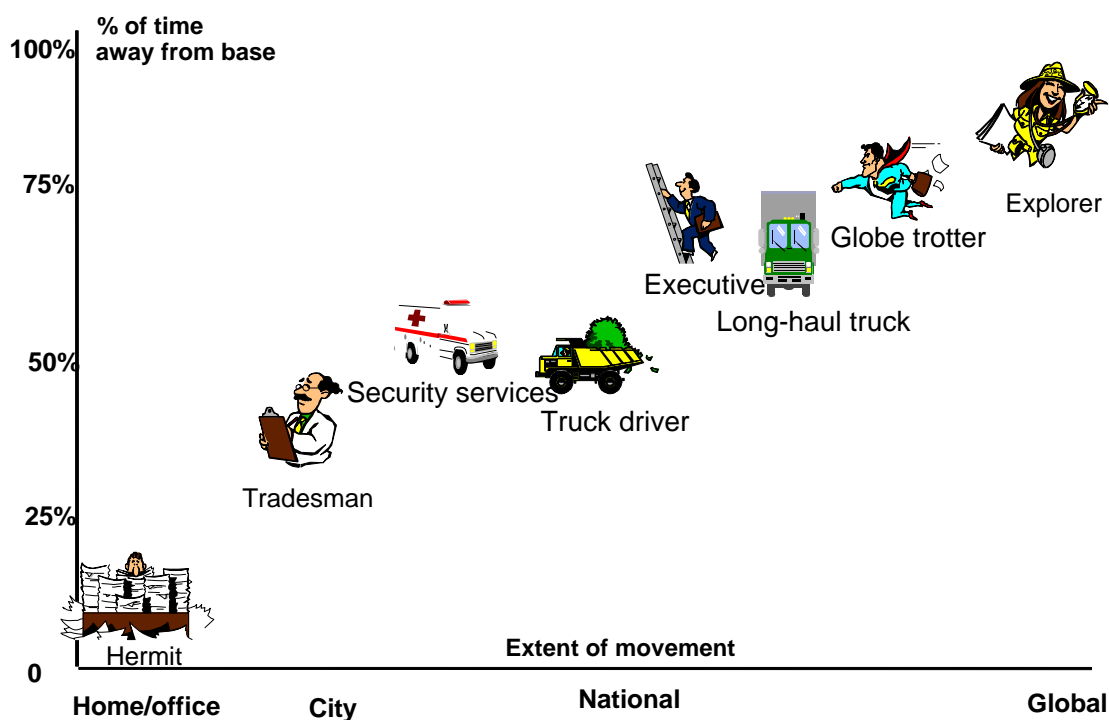 % of time
away from base
100%
75%
Explorer
Globe trotter
Executive
Long-haul truck
50%
Security services
Truck driver
Tradesman
25%
Extent of movement
Hermit
0
Home/office
City
National
Global